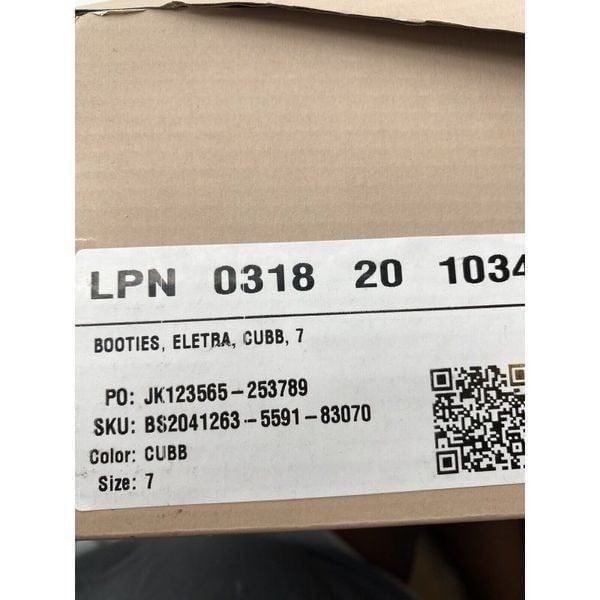 LPN 0318 20 1034
BOOTIES, ELETRA, CUBB, 7
PO: JK123565-253789
SKU: BS2041263-5591-83070
Color: CUBB
Size: 7